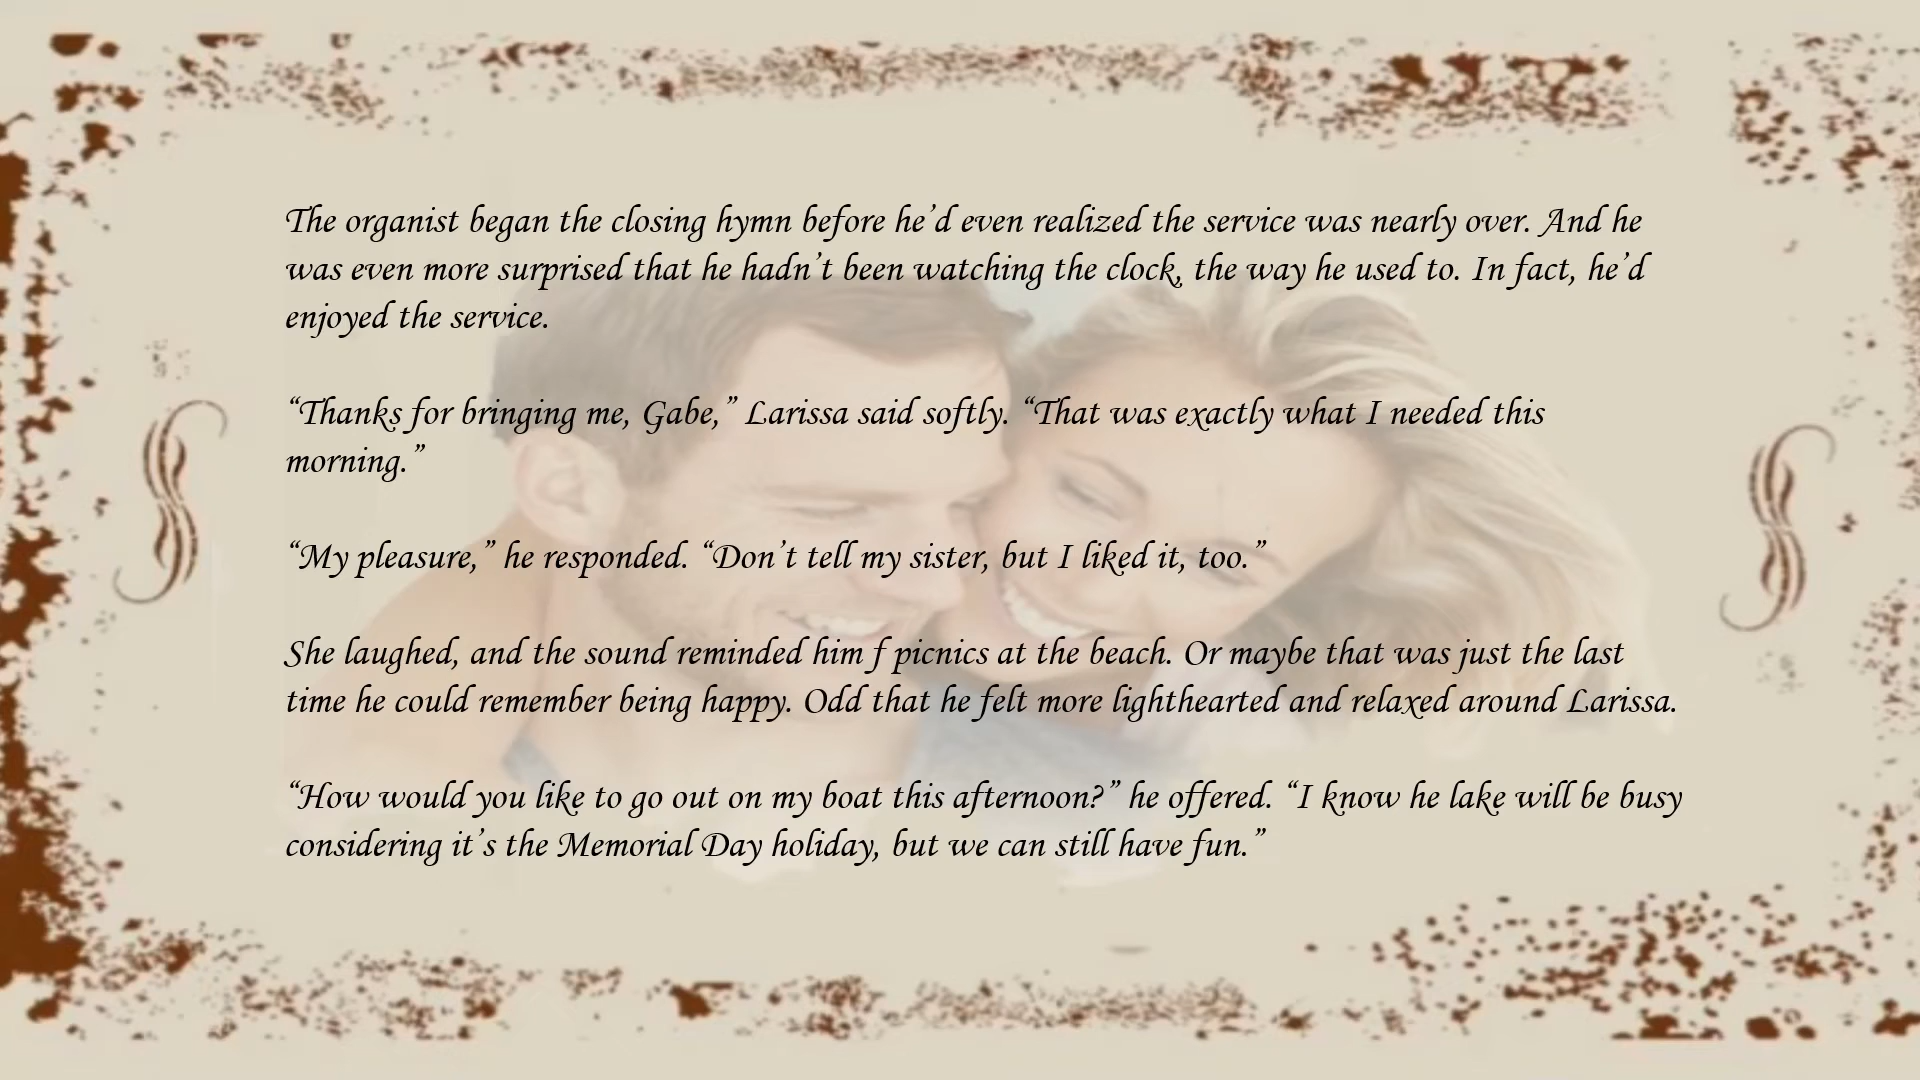 The organist began the closing hymn before he’d even realized the service was nearly over. And he
was even more surprised that he hadn’t been watching the clock, the way he used to. In fact, he’d
enjoyed the service.
“Thanks for bringing me, Gabe,” Larissa said softly. “That was exactly what I needed this
morning.”
“My pleasure,” he responded. “Don’t tell my sister, but I liked it, too.”
She laughed, and the sound reminded him f picnics at the beach. Or maybe that was just the last
time he could remember being happy. Odd that he felt more lighthearted and relaxed around Larissa.
“How would you like to go out on my boat this afternoon?” he offered. “I know he lake will be busy
considering it’s the Memorial Day holiday, but we can still have fun.”